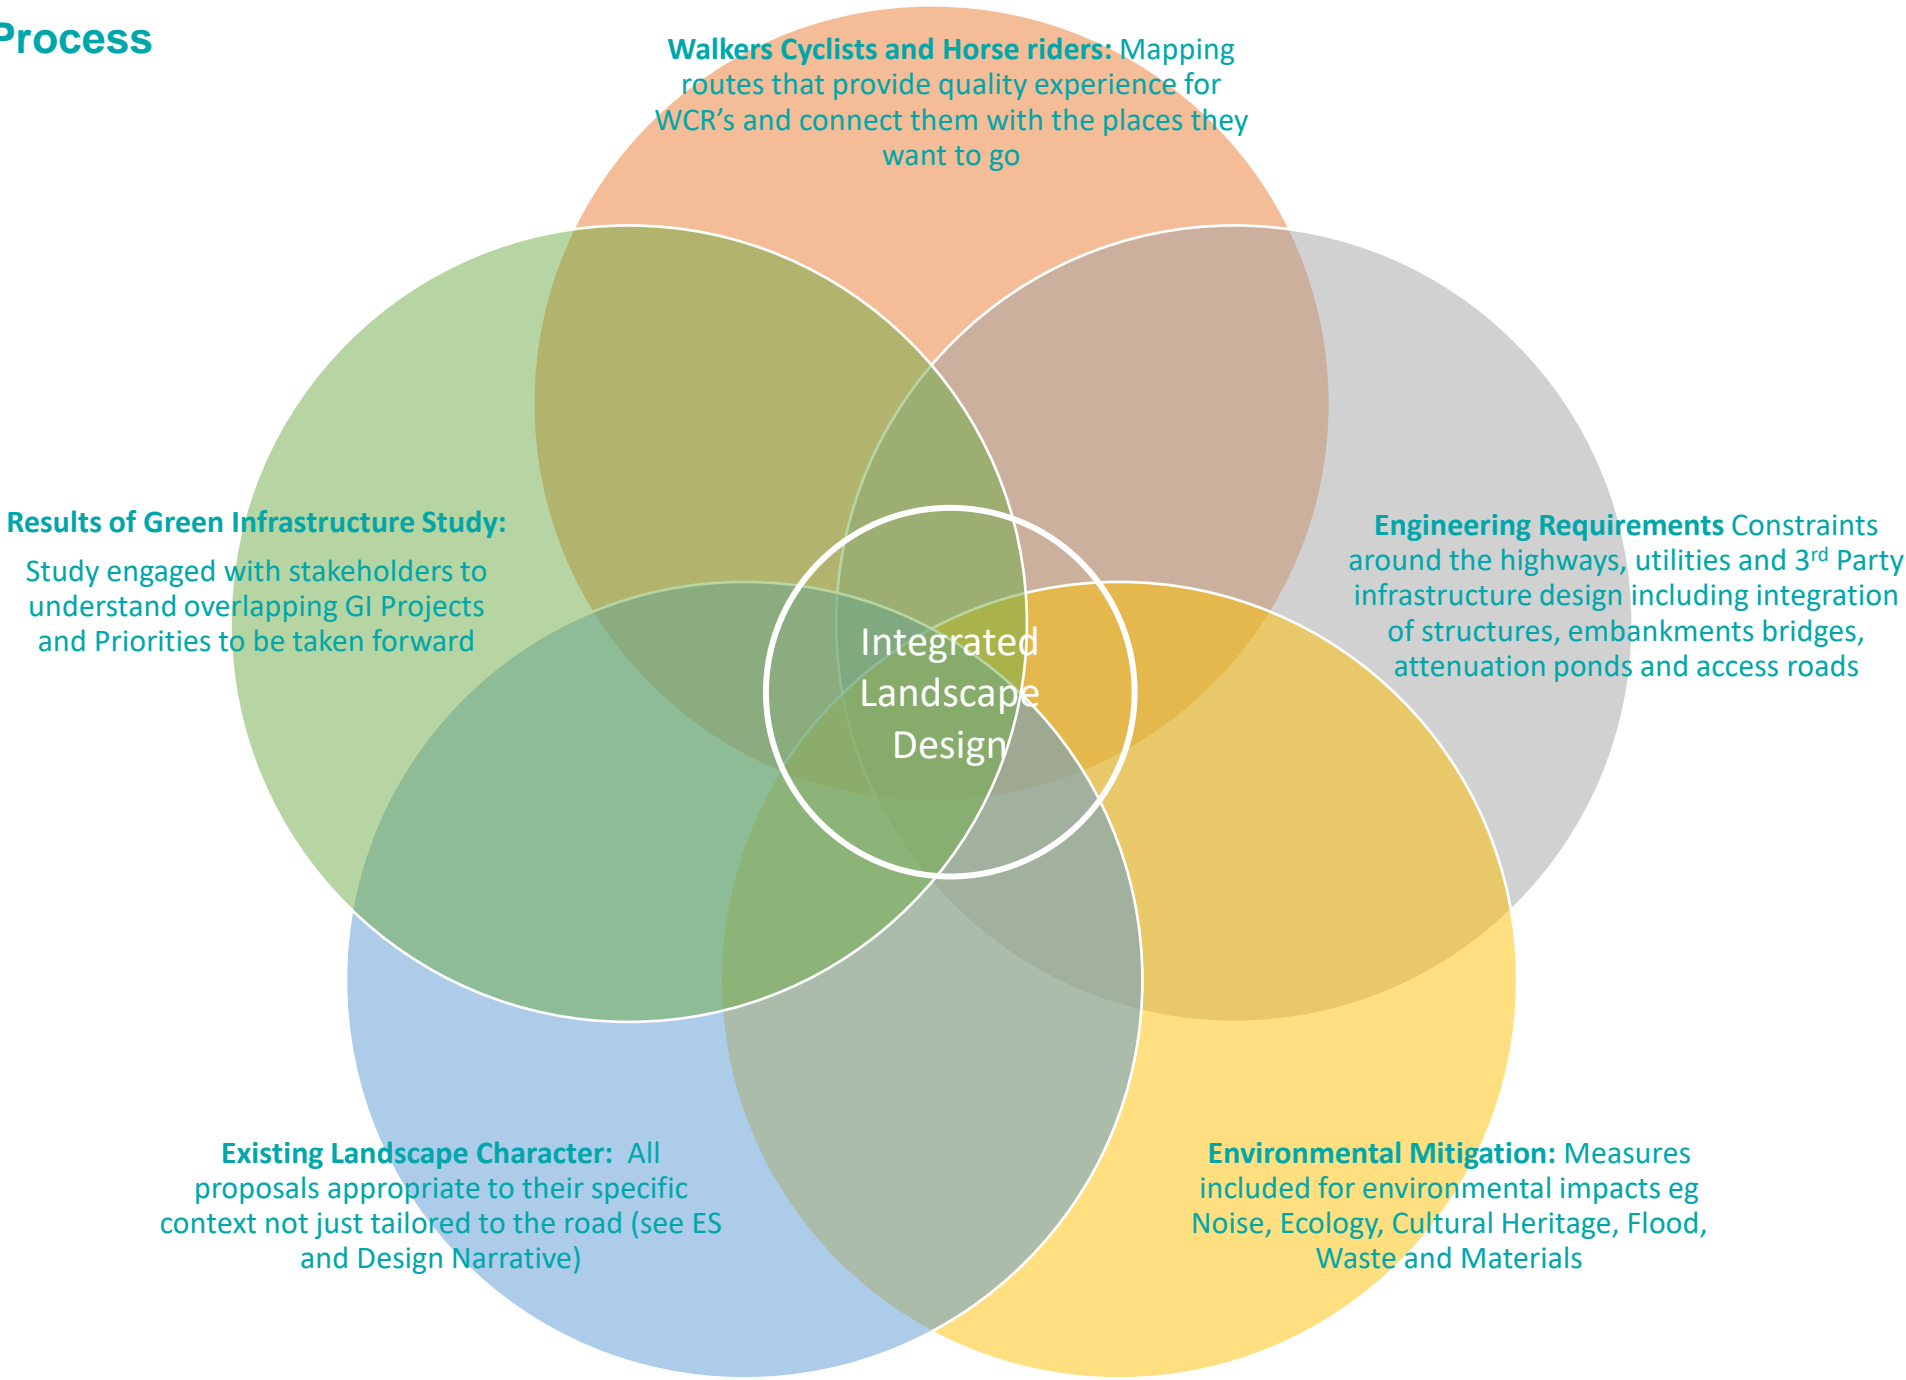 Process
Walkers Cyclists and Horse riders: Mapping
routes that provide quality experience for
WCR's and connect them with the places they
want to go
Results of Green Infrastructure Study:
Study engaged with stakeholders to
understand overlapping GI Projects
and Priorities to be taken forward
Engineering Requirements Constraints
around the highways, utilities and 3rd Party
infrastructure design including integration
of structures, embankments bridges,
attenuation ponds and access roads
Integrated
Landscape
Design
Existing Landscape Character:  All
proposals appropriate to their specific
context not just tailored to the road (see ES
and Design Narrative)
Environmental Mitigation: Measures
included for environmental impacts eg
Noise, Ecology, Cultural Heritage, Flood,
Waste and Materials